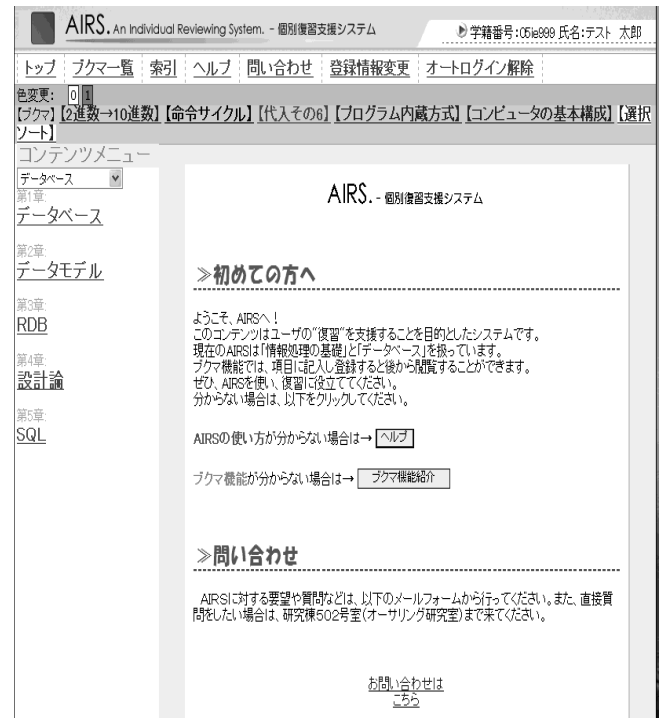 AIRS. An Individual Reviewing System. - 個別復習支援システム
学籍番号:05ie999 氏名:テスト 太郎
トップ ブクマ一覧 索引 ヘルプ 問い合わせ 登録情報変更 オートログイン解除
色変更: 0 1
【ブクマ】【2進数→10進数】【命令サイクル】【代入その6】【プログラム内蔵方式】【コンピュータの基本構成】【選択
ソート】
コンテンツメニュー
データベース
第1章:
データベース
第2章:
データモデル
第3章:
RDB
第4章:
設計論
第5章:
SQL
AIRS. - 個別復習支援システム
≫初めての方へ
ようこそ、AIRSへ!
このコンテンツはユーザの“復習”を支援することを目的としたシステムです。
現在のAIRSは「情報処理の基礎」と「データベース」を扱っています。
ブクマ機能では、項目に記入し登録すると後から閲覧することができます。
ぜひ、AIRSを使い、復習に役立ててください。
分からない場合は、以下をクリックしてください。
AIRSの使い方が分からない場合は→ ヘルプ
ブクマ機能が分からない場合は→ ブクマ機能紹介
≫問い合わせ
AIRSに対する要望や質問などは、以下のメールフォームから行ってください。また、直接質
問をしたい場合は、研究棟502号室(オーサリング研究室)まで来てください。
お問い合わせは
こちら